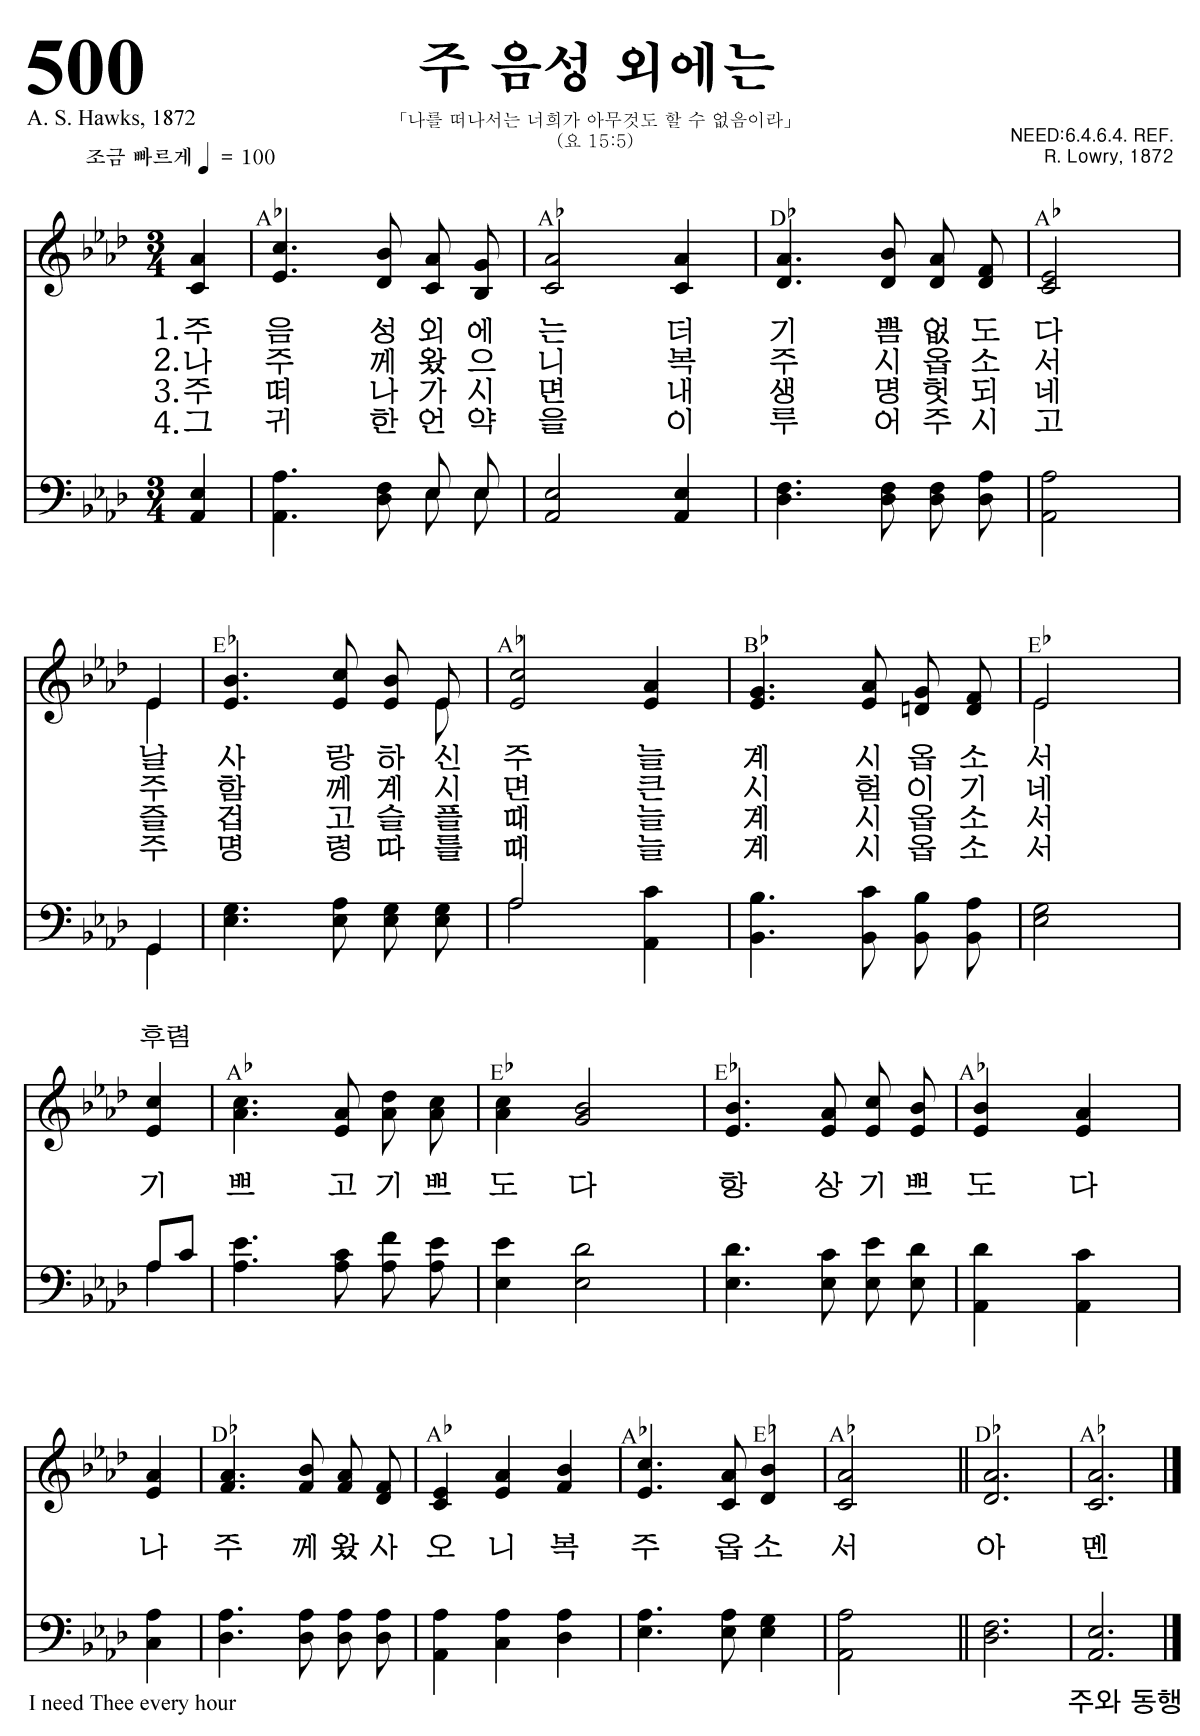 500
주 음성 외에는
A. S. Hawks, 1872
「나를 떠나서는 너희가 아무것도 할 수 없음이라」
(요 15:5)
NEED:6.4.6.4. REF.
R. Lowry, 1872
조금 빠르게 ♩ = 100
A♭ A♭ D♭ A♭
3 4
1.주 음 성 외 에 는 더 기 쁨 없 도 다
2.나 주 께 왔 으 니 복 주 시 옵 소 서
3.주 떠 나 가 시 면 내 생 명 헛 되 네
4.그 귀 한 언 약 을 이 루 어 주 시 고
3 4
E♭ A♭ B♭ E♭
날 사 랑 하 신 주 늘 계 시 옵 소 서
주 함 께 계 시 면 큰 시 험 이 기 네
즐 겁 고 슬 플 때 늘 계 시 옵 소 서
주 명 령 따 를 때 늘 계 시 옵 소 서
후렴
A♭ E♭ E♭ A♭
기 쁘 고 기 쁘 도 다 항 상 기 쁘 도 다
D♭ A♭ A♭ E♭ A♭ D♭ A♭
나 주 께 왔 사 오 니 복 주 옵 소 서 아 멘
I need Thee every hour
주와 동행